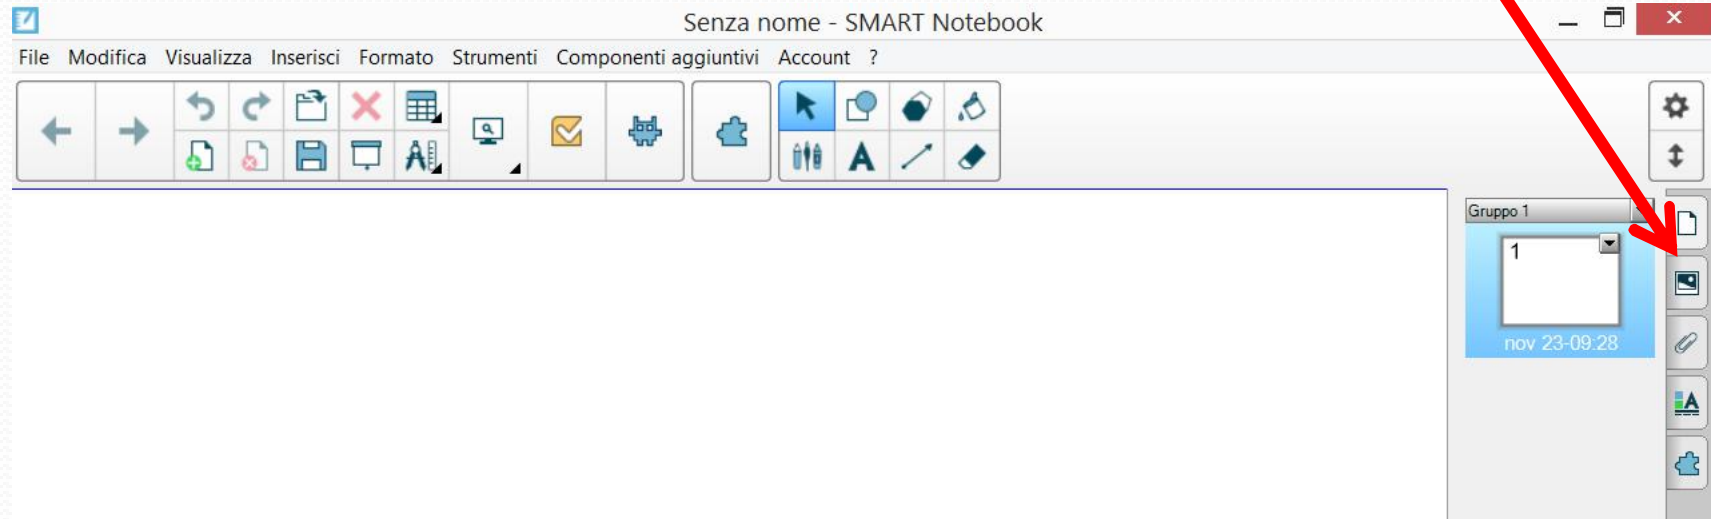 Senza nome - SMART Notebook
File Modifica Visualizza Inserisci Formato Strumenti Componenti aggiuntivi Account ?
Gruppo 1
1
nov 23-09:28